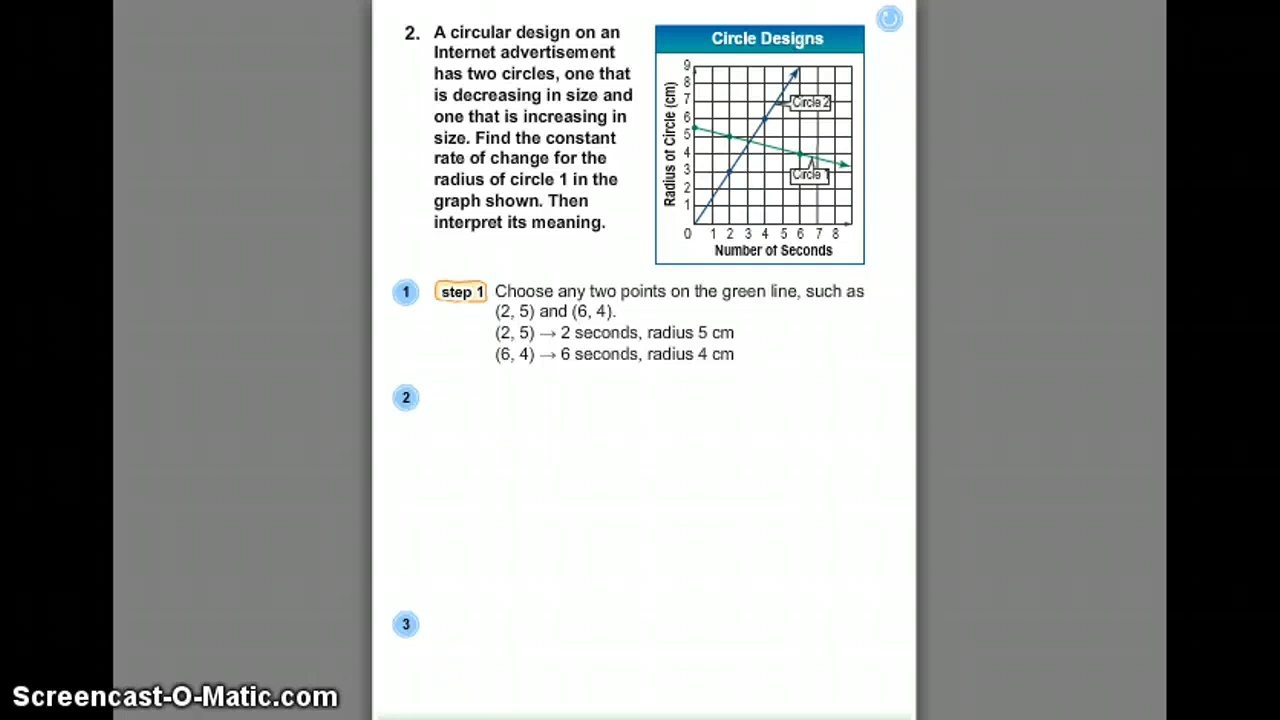 2. A circular design on an
Internet advertisement
has two circles, one that
is decreasing in size and
one that is increasing in
size. Find the constant
rate of change for the
radius of circle 1 in the
graph shown. Then
interpret its meaning.
Circle Designs
Radius of Circle (cm)
9
8
7
6
5
4
3
2
1
Circle 2
Circle 1
0 1 2 3 4 5 6 7 8
Number of Seconds
1 step 1 Choose any two points on the green line, such as
(2, 5) and (6, 4).
(2, 5) → 2 seconds, radius 5 cm
(6, 4) → 6 seconds, radius 4 cm
2
3
Screencast-O-Matic.com